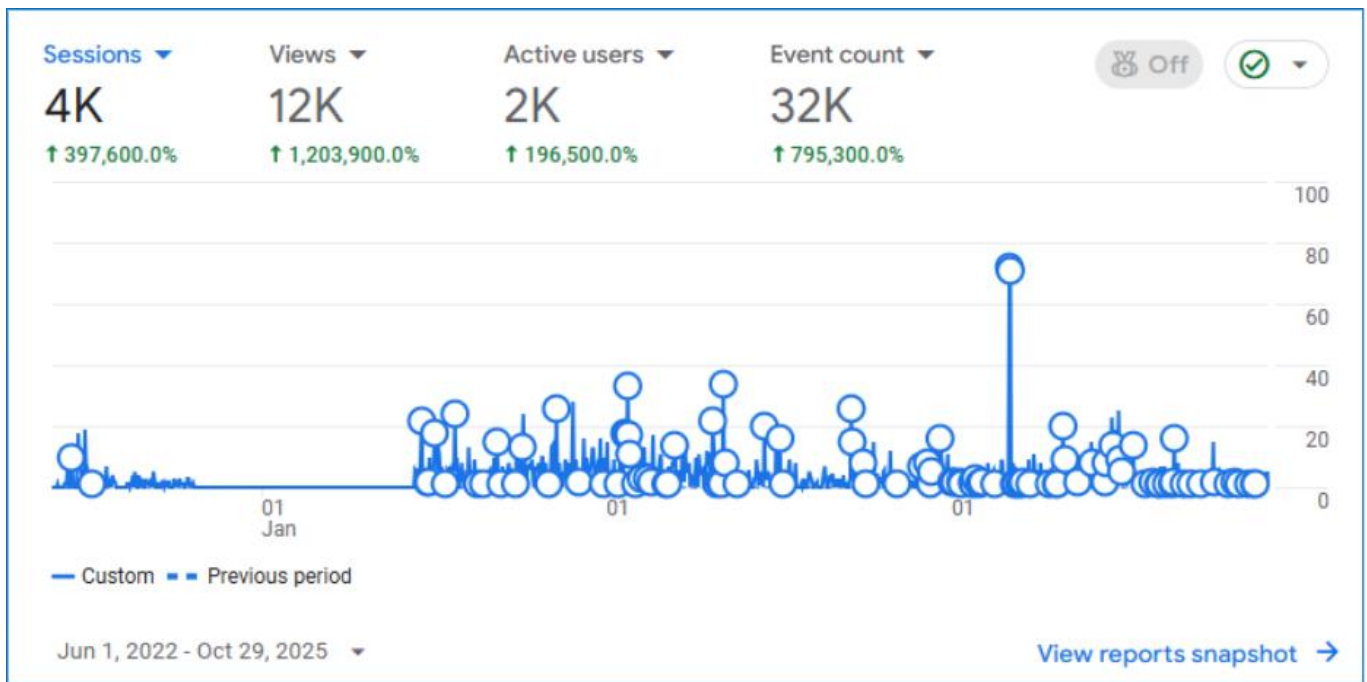 Sessions Views Active users Event count Off
4K 12K 2K 32K
↑ 397,600.0% ↑ 1,203,900.0% ↑ 196,500.0% ↑ 795,300.0%
100
80
60
40
20
0
01 01 01
Jan
Custom Previous period
Jun 1, 2022 - Oct 29, 2025 View reports snapshot →